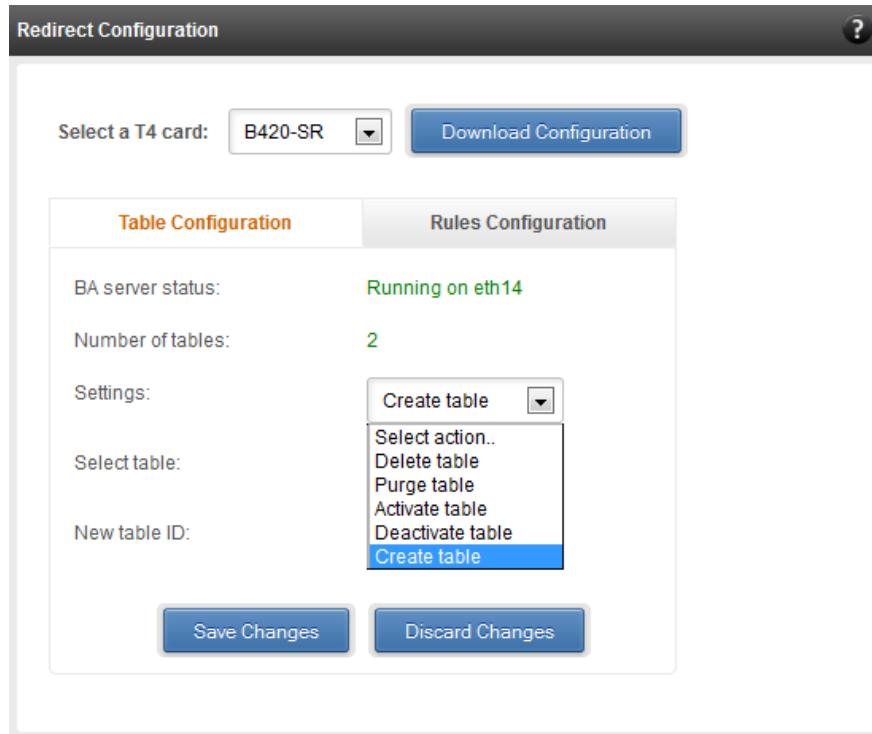 Redirect Configuration ?
Select a T4 card: B420-SR Download Configuration
Table Configuration Rules Configuration
BA server status: Running on eth14
Number of tables: 2
Settings: Create table
Select action..
Select table: Delete table
Purge table
Activate table
New table ID: Deactivate table
Create table
Save Changes Discard Changes